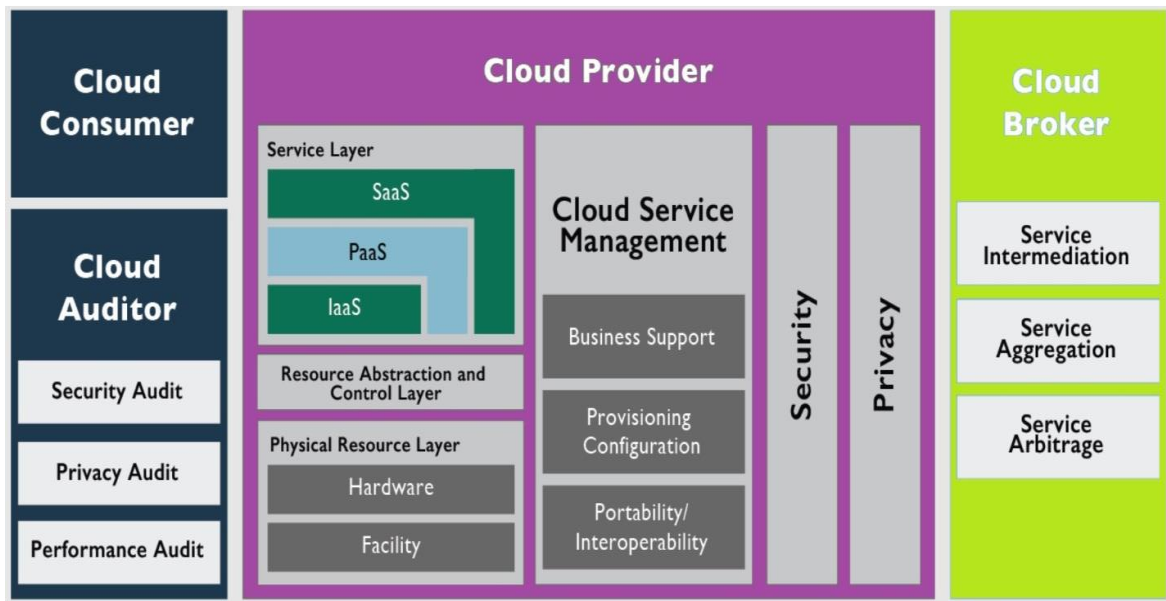 Cloud
Consumer
Cloud
Auditor
Security Audit
Privacy Audit
Performance Audit
Cloud Provider
Service Layer
SaaS
PaaS
IaaS
Resource Abstraction and
Control Layer
Physical Resource Layer
Hardware
Facility
Cloud Service
Management
Business Support
Provisioning
Configuration
Portability/
Interoperability
Security
Privacy
Cloud
Broker
Service
Intermediation
Service
Aggregation
Service
Arbitrage